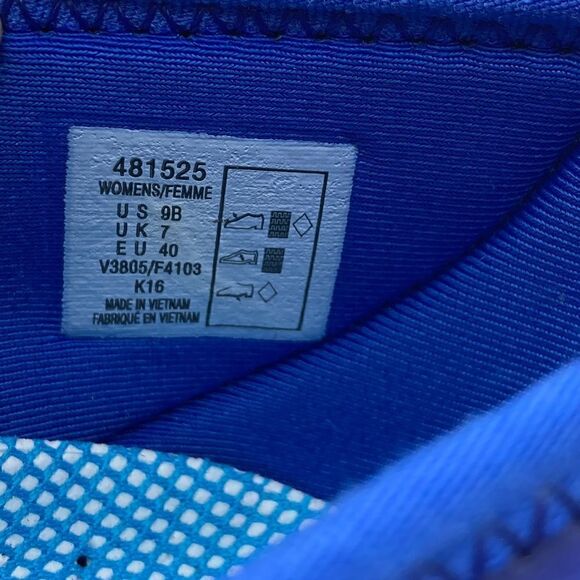 481525
WOMENS/FEMME
US 9B
UK 7
EU 40
V3805/F4103
K16
MADE IN VIETNAM
FABRIQUÉ EN VIETNAM